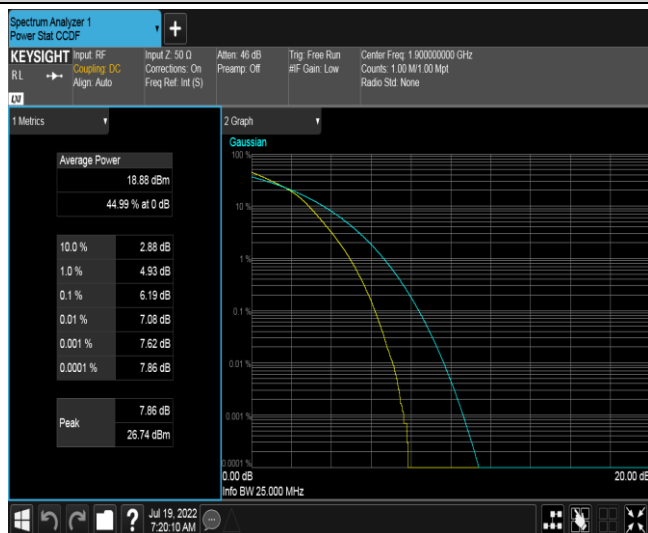 Spectrum Analyzer 1
Power Stat CCDF
KEYSIGHT
RL
LXI
Input: RF
Coupling: DC
Align: Auto
Input Z: 50 Ω
Corrections: On
Freq Ref: Int (S)
Atten: 46 dB
Preamp: Off
Trig: Free Run
#IF Gain: Low
Center Freq: 1.900000000 GHz
Counts: 1.00 M/1.00 Mpt
Radio Std: None
1 Metrics
Average Power
18.88 dBm
44.99 % at 0 dB
10.0 % 2.88 dB
1.0 % 4.93 dB
0.1 % 6.19 dB
0.01 % 7.08 dB
0.001 % 7.62 dB
0.0001 % 7.86 dB
Peak
7.86 dB
26.74 dBm
2 Graph
Gaussian
100 %
10 %
1 %
0.1 %
0.01 %
0.001 %
0.0001 %
0.00 dB
20.00 dB
Info BW 25.000 MHz
?
Jul 19, 2022
7:20:10 AM